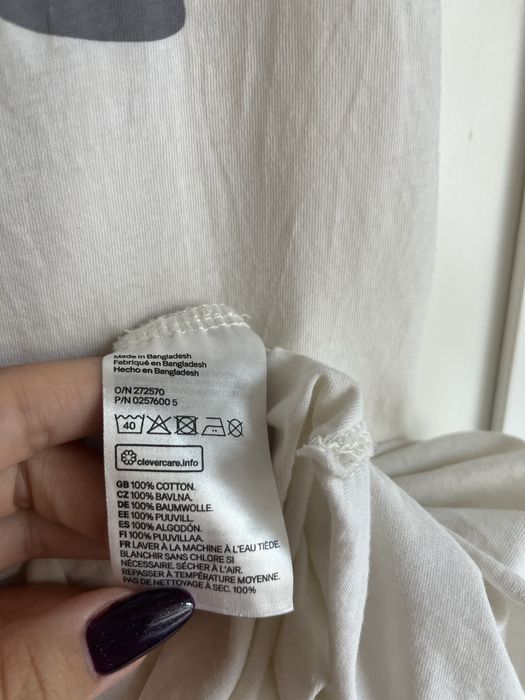 Made in Bangladesh
Fabriqué en Bangladesh
Hecho en Bangladesh
O/N 272570
P/N 0257600 5
40
clevercare.info
GB 100% COTTON.
CZ 100% BAVLNA.
DE 100% BAUMWOLLE.
EE 100% PUUVILL.
ES 100% ALGODÓN.
FI 100% PUUVILLAA.
FR LAVER À LA MACHINE À L'EAU TIÈDE.
BLANCHIR SANS CHLORE SI
NÉCESSAIRE. SÉCHER À L'AIR.
REPASSER À TEMPÉRATURE MOYENNE.
PAS DE NETTOYAGE À SEC. 100%